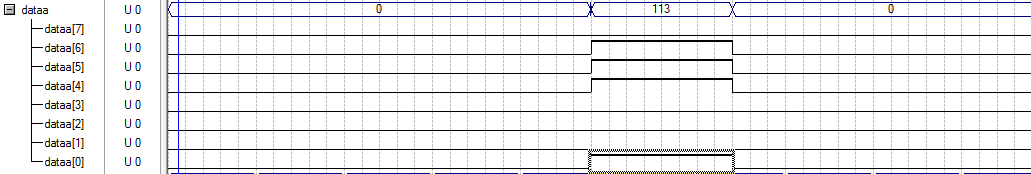 dataa U 0 0 113 0
dataa[7] U 0
dataa[6] U 0
dataa[5] U 0
dataa[4] U 0
dataa[3] U 0
dataa[2] U 0
dataa[1] U 0
dataa[0] U 0